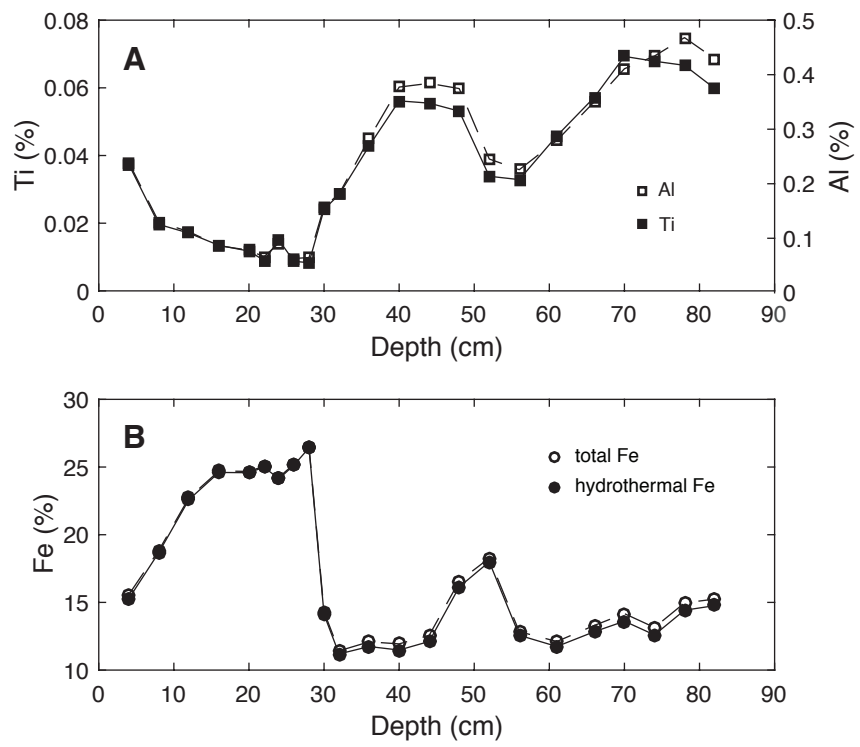 A
Ti (%)
Al (%)
0.08
0.06
0.04
0.02
0
0.5
0.4
0.3
0.2
0.1
0
Al
Ti
0 10 20 30 40 50 60 70 80 90
Depth (cm)
B
Fe (%)
30
25
20
15
10
total Fe
hydrothermal Fe
0 10 20 30 40 50 60 70 80 90
Depth (cm)